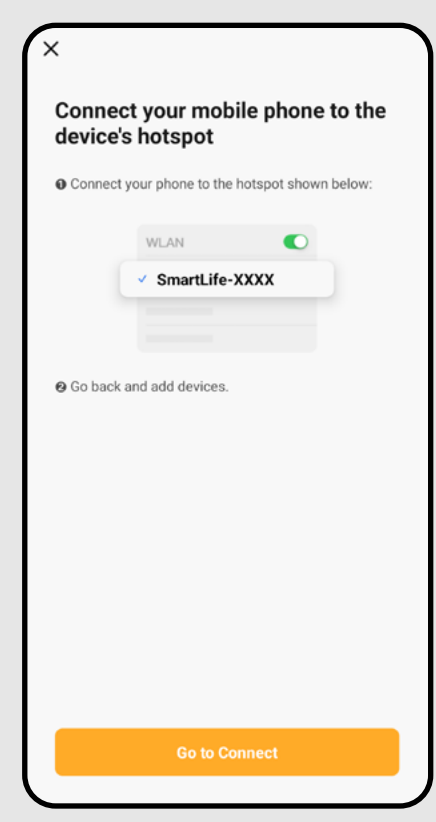 Connect your mobile phone to the
device's hotspot
❶ Connect your phone to the hotspot shown below:
WLAN
SmartLife-XXXX
❷ Go back and add devices.
Go to Connect